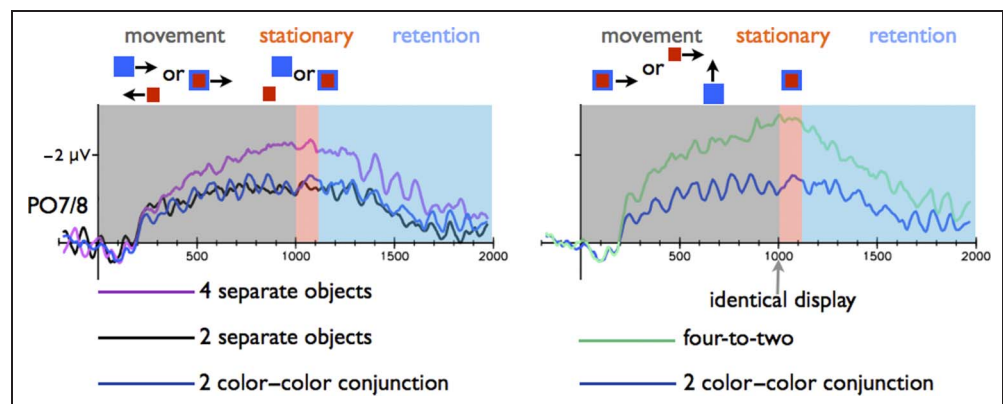 movement stationary retention
or or
−2 μV
PO7/8
500 1000 1500 2000
4 separate objects
2 separate objects
2 color–color conjunction
movement stationary retention
or
500 1000 1500 2000
identical display
four-to-two
2 color–color conjunction